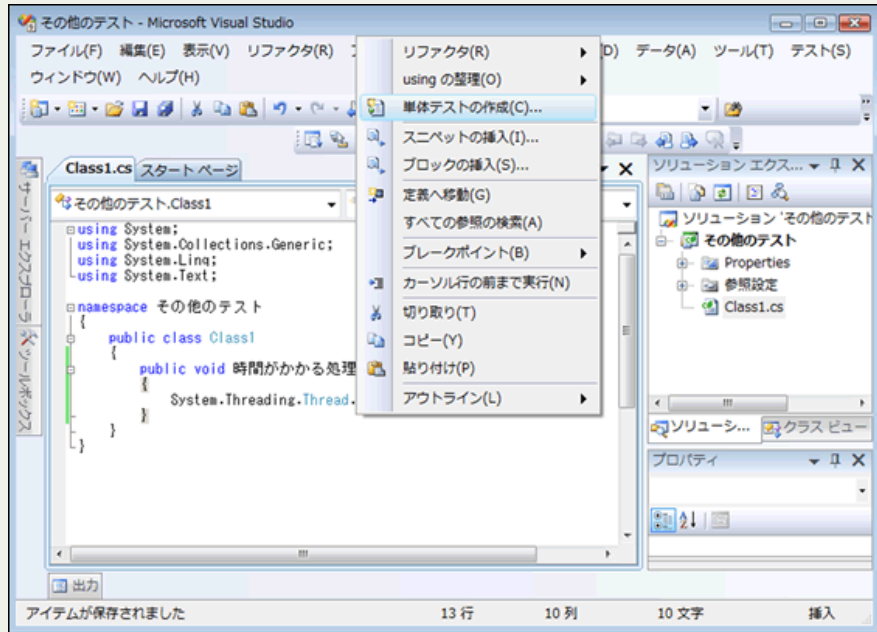 その他のテスト - Microsoft Visual Studio
ファイル(F) 編集(E) 表示(V) リファクタ(R) データ(A) ツール(T) テスト(S)
ウィンドウ(W) ヘルプ(H)
リファクタ(R)
using の整理(O)
単体テストの作成(C)...
スニペットの挿入(I)...
ブロックの挿入(S)...
定義へ移動(G)
すべての参照の検索(A)
ブレークポイント(B)
カーソル行の前まで実行(N)
切り取り(T)
コピー(Y)
貼り付け(P)
アウトライン(L)
サーバー エクスプローラ
ツールボックス
Class1.cs スタート ページ
その他のテスト.Class1
using System;
using System.Collections.Generic;
using System.Linq;
using System.Text;
namespace その他のテスト
{
public class Class1
{
public void 時間がかかる処理
{
System.Threading.Thread.
}
}
}
ソリューション エクス...
ソリューション 'その他のテスト
その他のテスト
Properties
参照設定
Class1.cs
ソリューシ... クラス ビュー
プロパティ
出力
アイテムが保存されました 13 行 10 列 10 文字 挿入